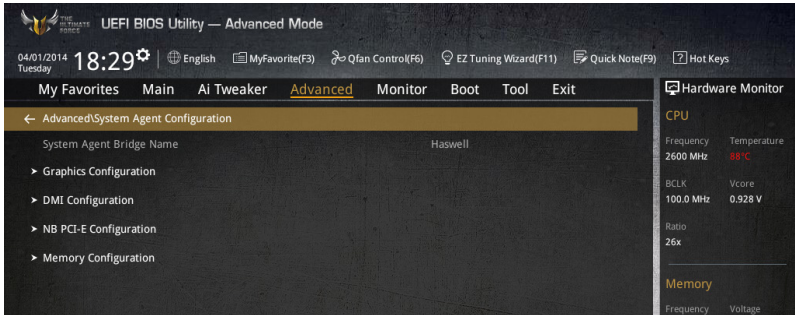 THE ULTIMATE FORCE
UEFI BIOS Utility — Advanced Mode
04/01/2014
Tuesday
18:29
English
MyFavorite(F3)
Qfan Control(F6)
EZ Tuning Wizard(F11)
Quick Note(F9)
? Hot Keys
My Favorites
Main
Ai Tweaker
Advanced
Monitor
Boot
Tool
Exit
Advanced\System Agent Configuration
System Agent Bridge Name Haswell
Graphics Configuration
DMI Configuration
NB PCI-E Configuration
Memory Configuration
Hardware Monitor
CPU
Frequency Temperature
2600 MHz 88°C
BCLK Vcore
100.0 MHz 0.928 V
Ratio
26x
Memory
Frequency Voltage